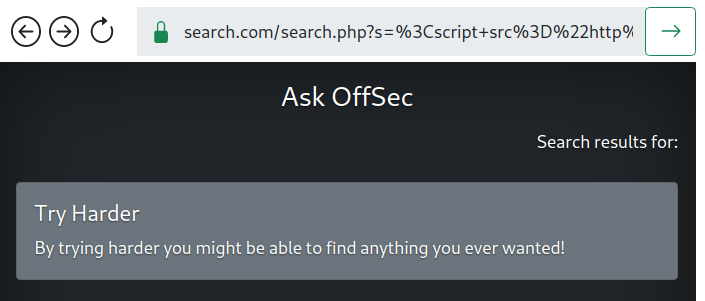 search.com/search.php?s=%3Cscript+src%3D%22http%
Ask OffSec
Search results for:
Try Harder
By trying harder you might be able to find anything you ever wanted!